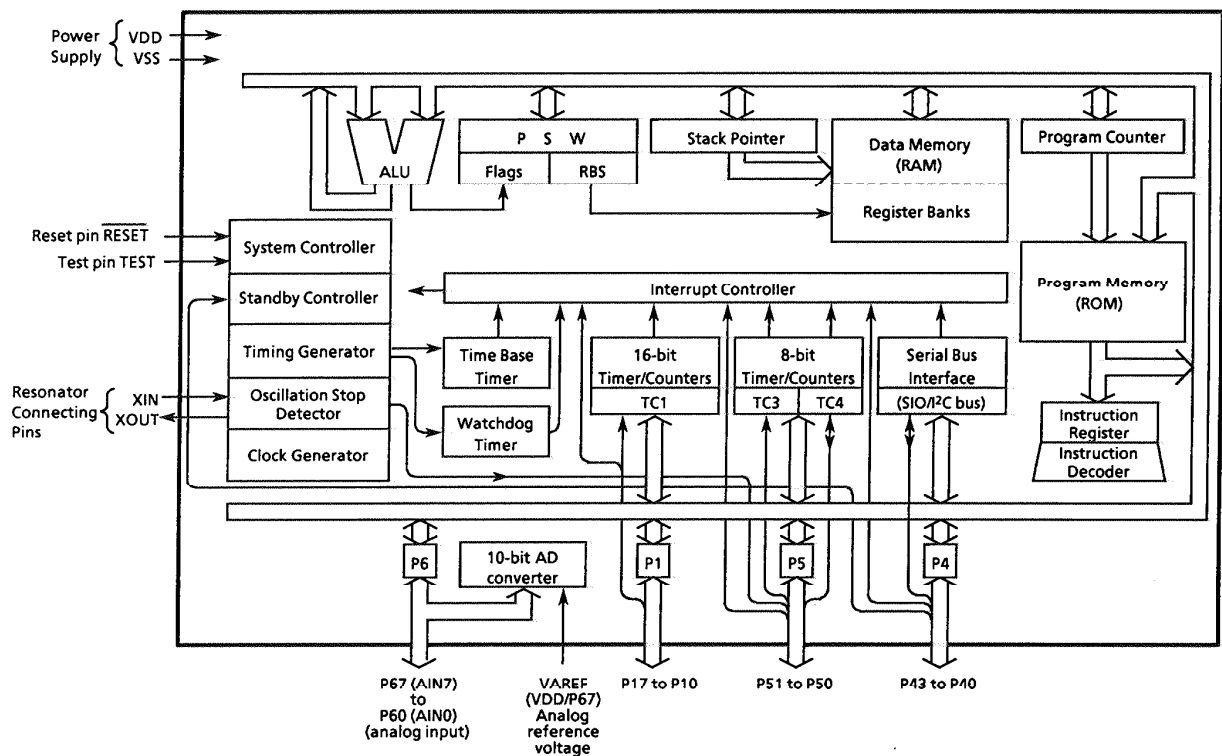 Power Supply
VDD
VSS
P S W
Stack Pointer
Data Memory
(RAM)
Program Counter
ALU
Flags
RBS
Register Banks
Reset pin RESET
Test pin TEST
System Controller
Standby Controller
Interrupt Controller
Program Memory
(ROM)
Timing Generator
Time Base
Timer
16-bit
Timer/Counters
TC1
8-bit
Timer/Counters
TC3
TC4
Serial Bus
Interface
(SIO/I²C bus)
Resonator
Connecting
Pins
XIN
XOUT
Oscillation Stop
Detector
Watchdog
Timer
Clock Generator
Instruction
Register
Instruction
Decoder
P6
10-bit AD
converter
P1
P5
P4
P67 (AIN7)
to
P60 (AIN0)
(analog input)
VAREF
(VDD/P67)
Analog
reference
voltage
P17 to P10
P51 to P50
P43 to P40